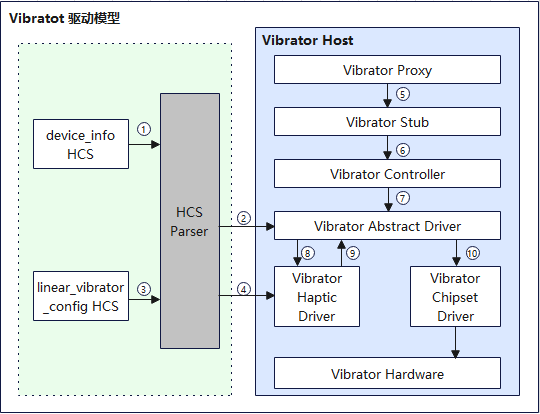 Vibratot 驱动模型
Vibrator Host
Vibrator Proxy
⑤
Vibrator Stub
⑥
Vibrator Controller
⑦
Vibrator Abstract Driver
⑧
⑨
⑩
Vibrator
Haptic
Driver
Vibrator
Chipset
Driver
Vibrator Hardware
device_info
HCS
①
HCS
Parser
②
linear_vibrator
_config HCS
③
④